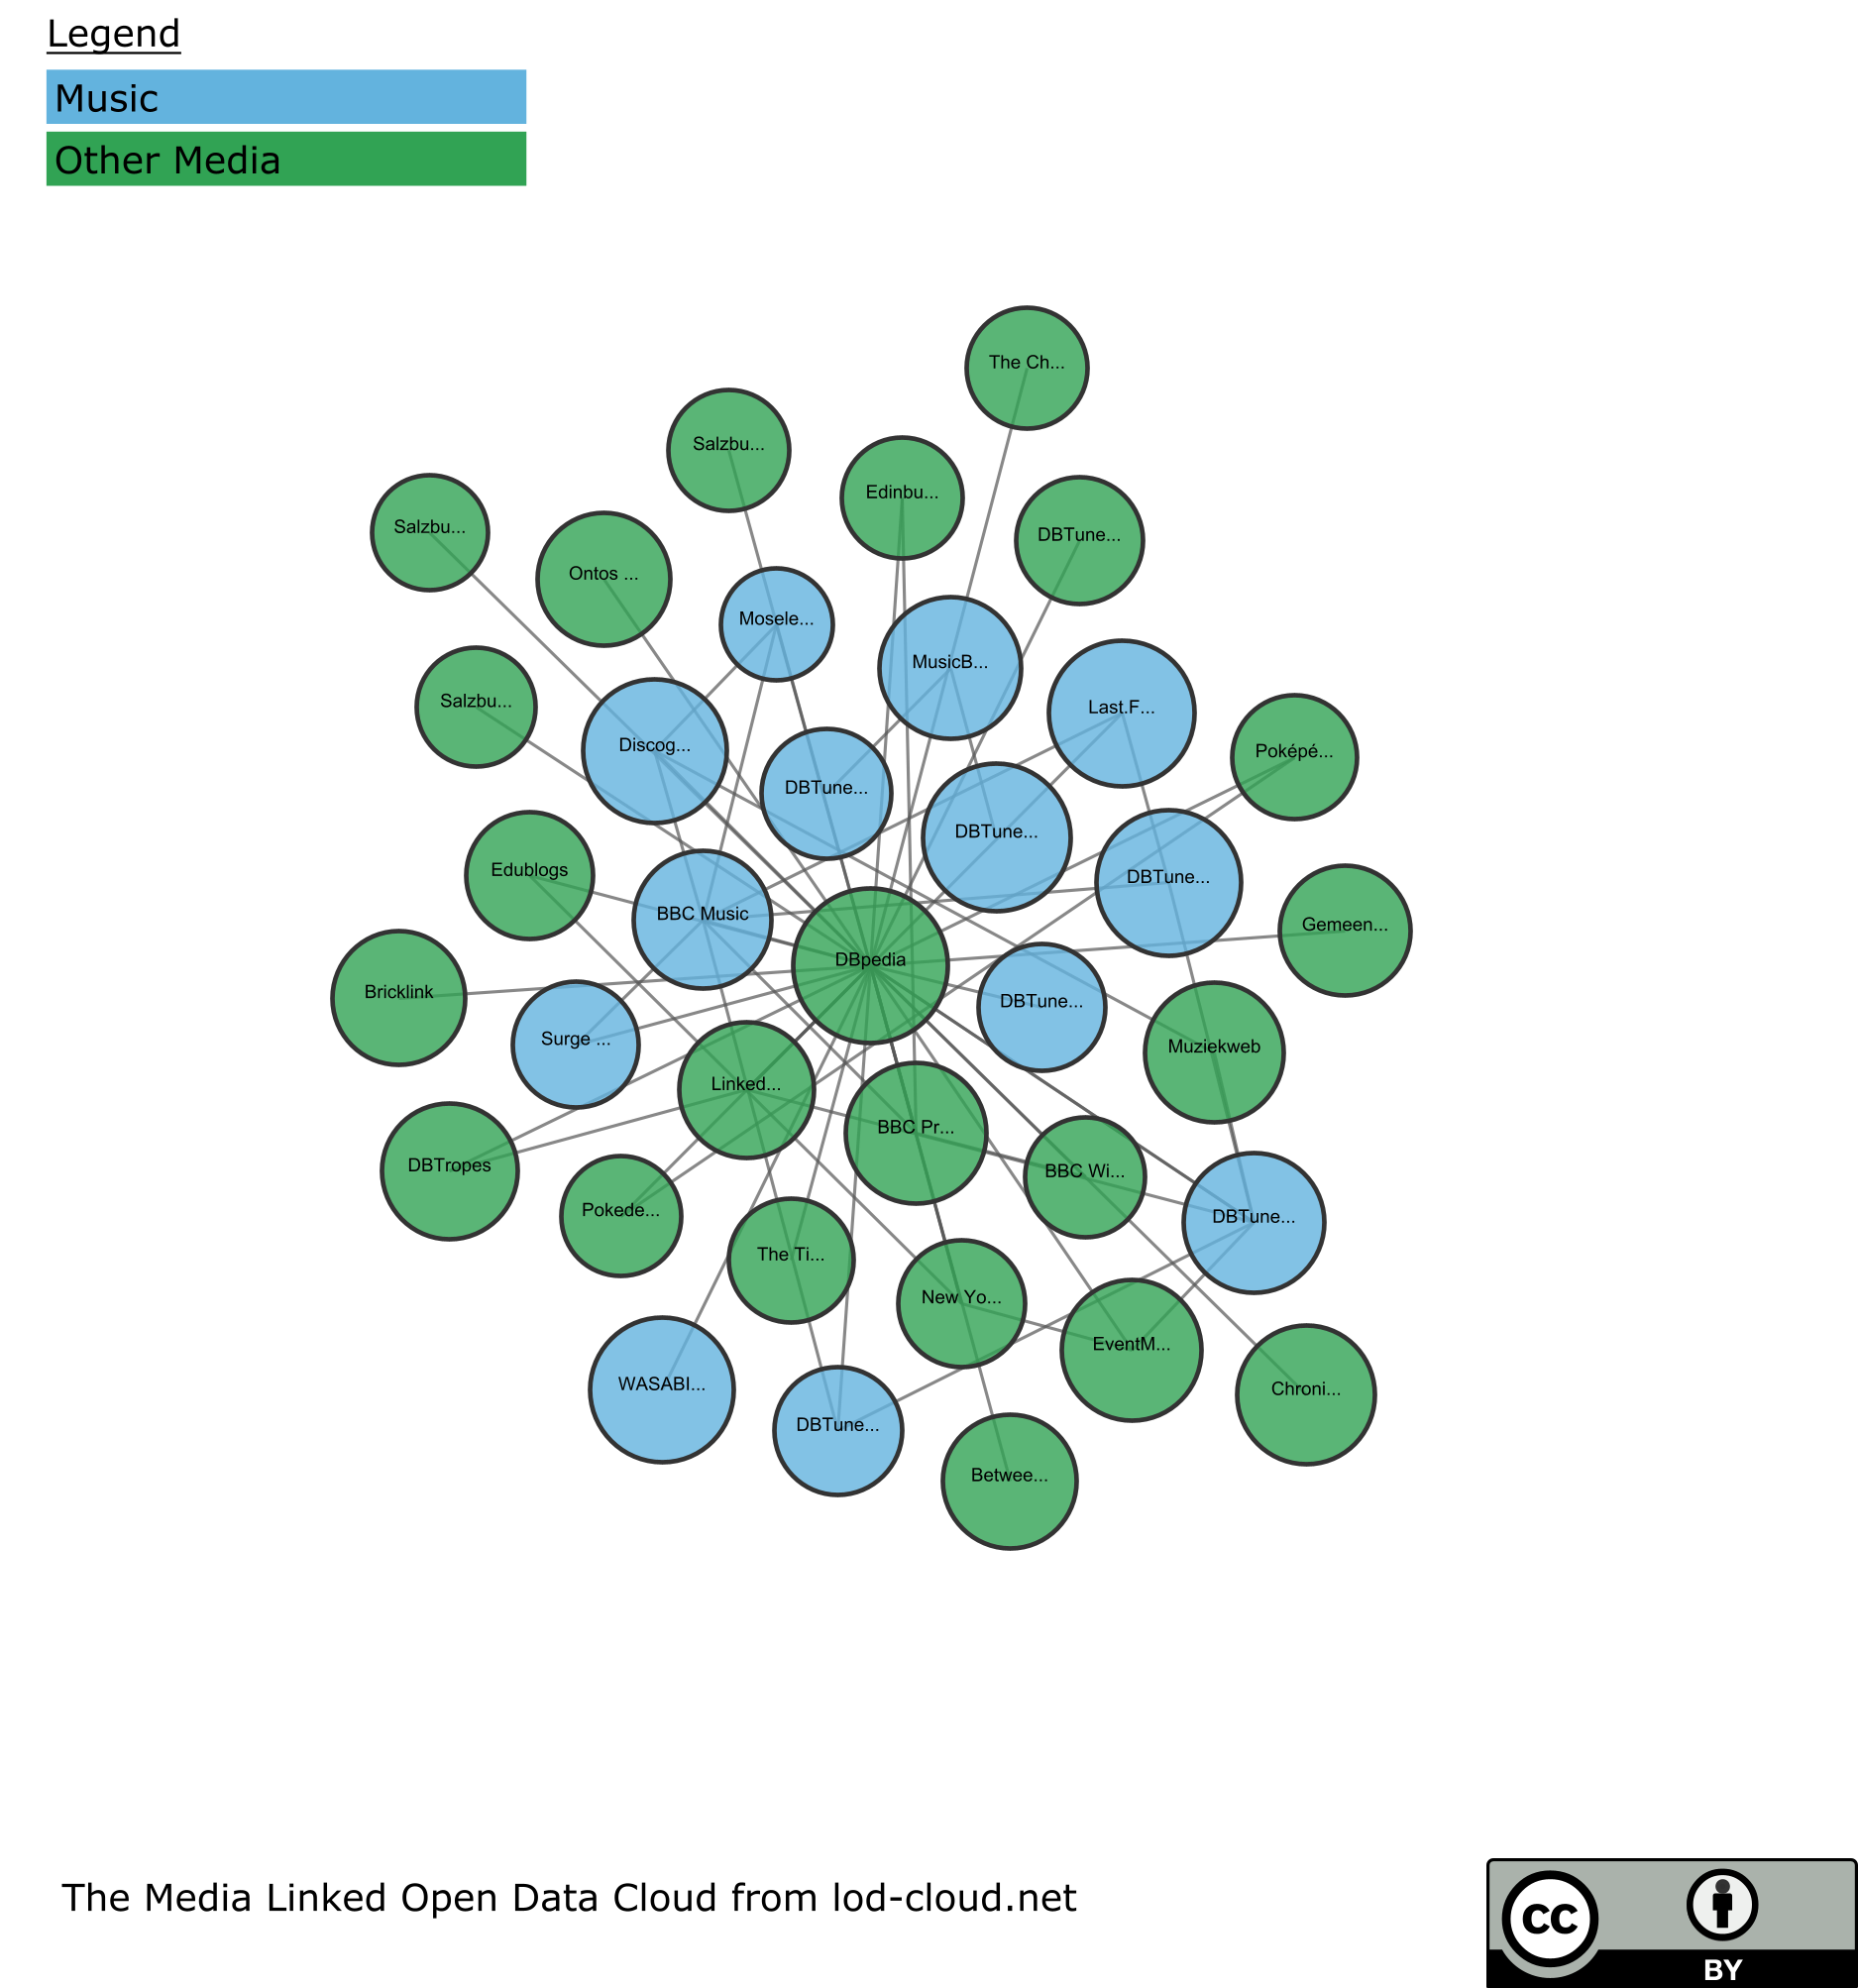 Legend
Music
Other Media
The Ch...
Salzbu...
Edinbu...
Salzbu...
DBTune...
Ontos ...
Mosele...
MusicB...
Salzbu...
Last.F...
Discog...
Poképé...
DBTune...
DBTune...
Edublogs
DBTune...
BBC Music
Gemeen...
DBpedia
Bricklink
DBTune...
Surge ...
Muziekweb
Linked...
BBC Pr...
DBTropes
BBC Wi...
Pokede...
DBTune...
The Ti...
New Yo...
EventM...
WASABI...
Chroni...
DBTune...
Betwee...
The Media Linked Open Data Cloud from lod-cloud.net
cc
BY